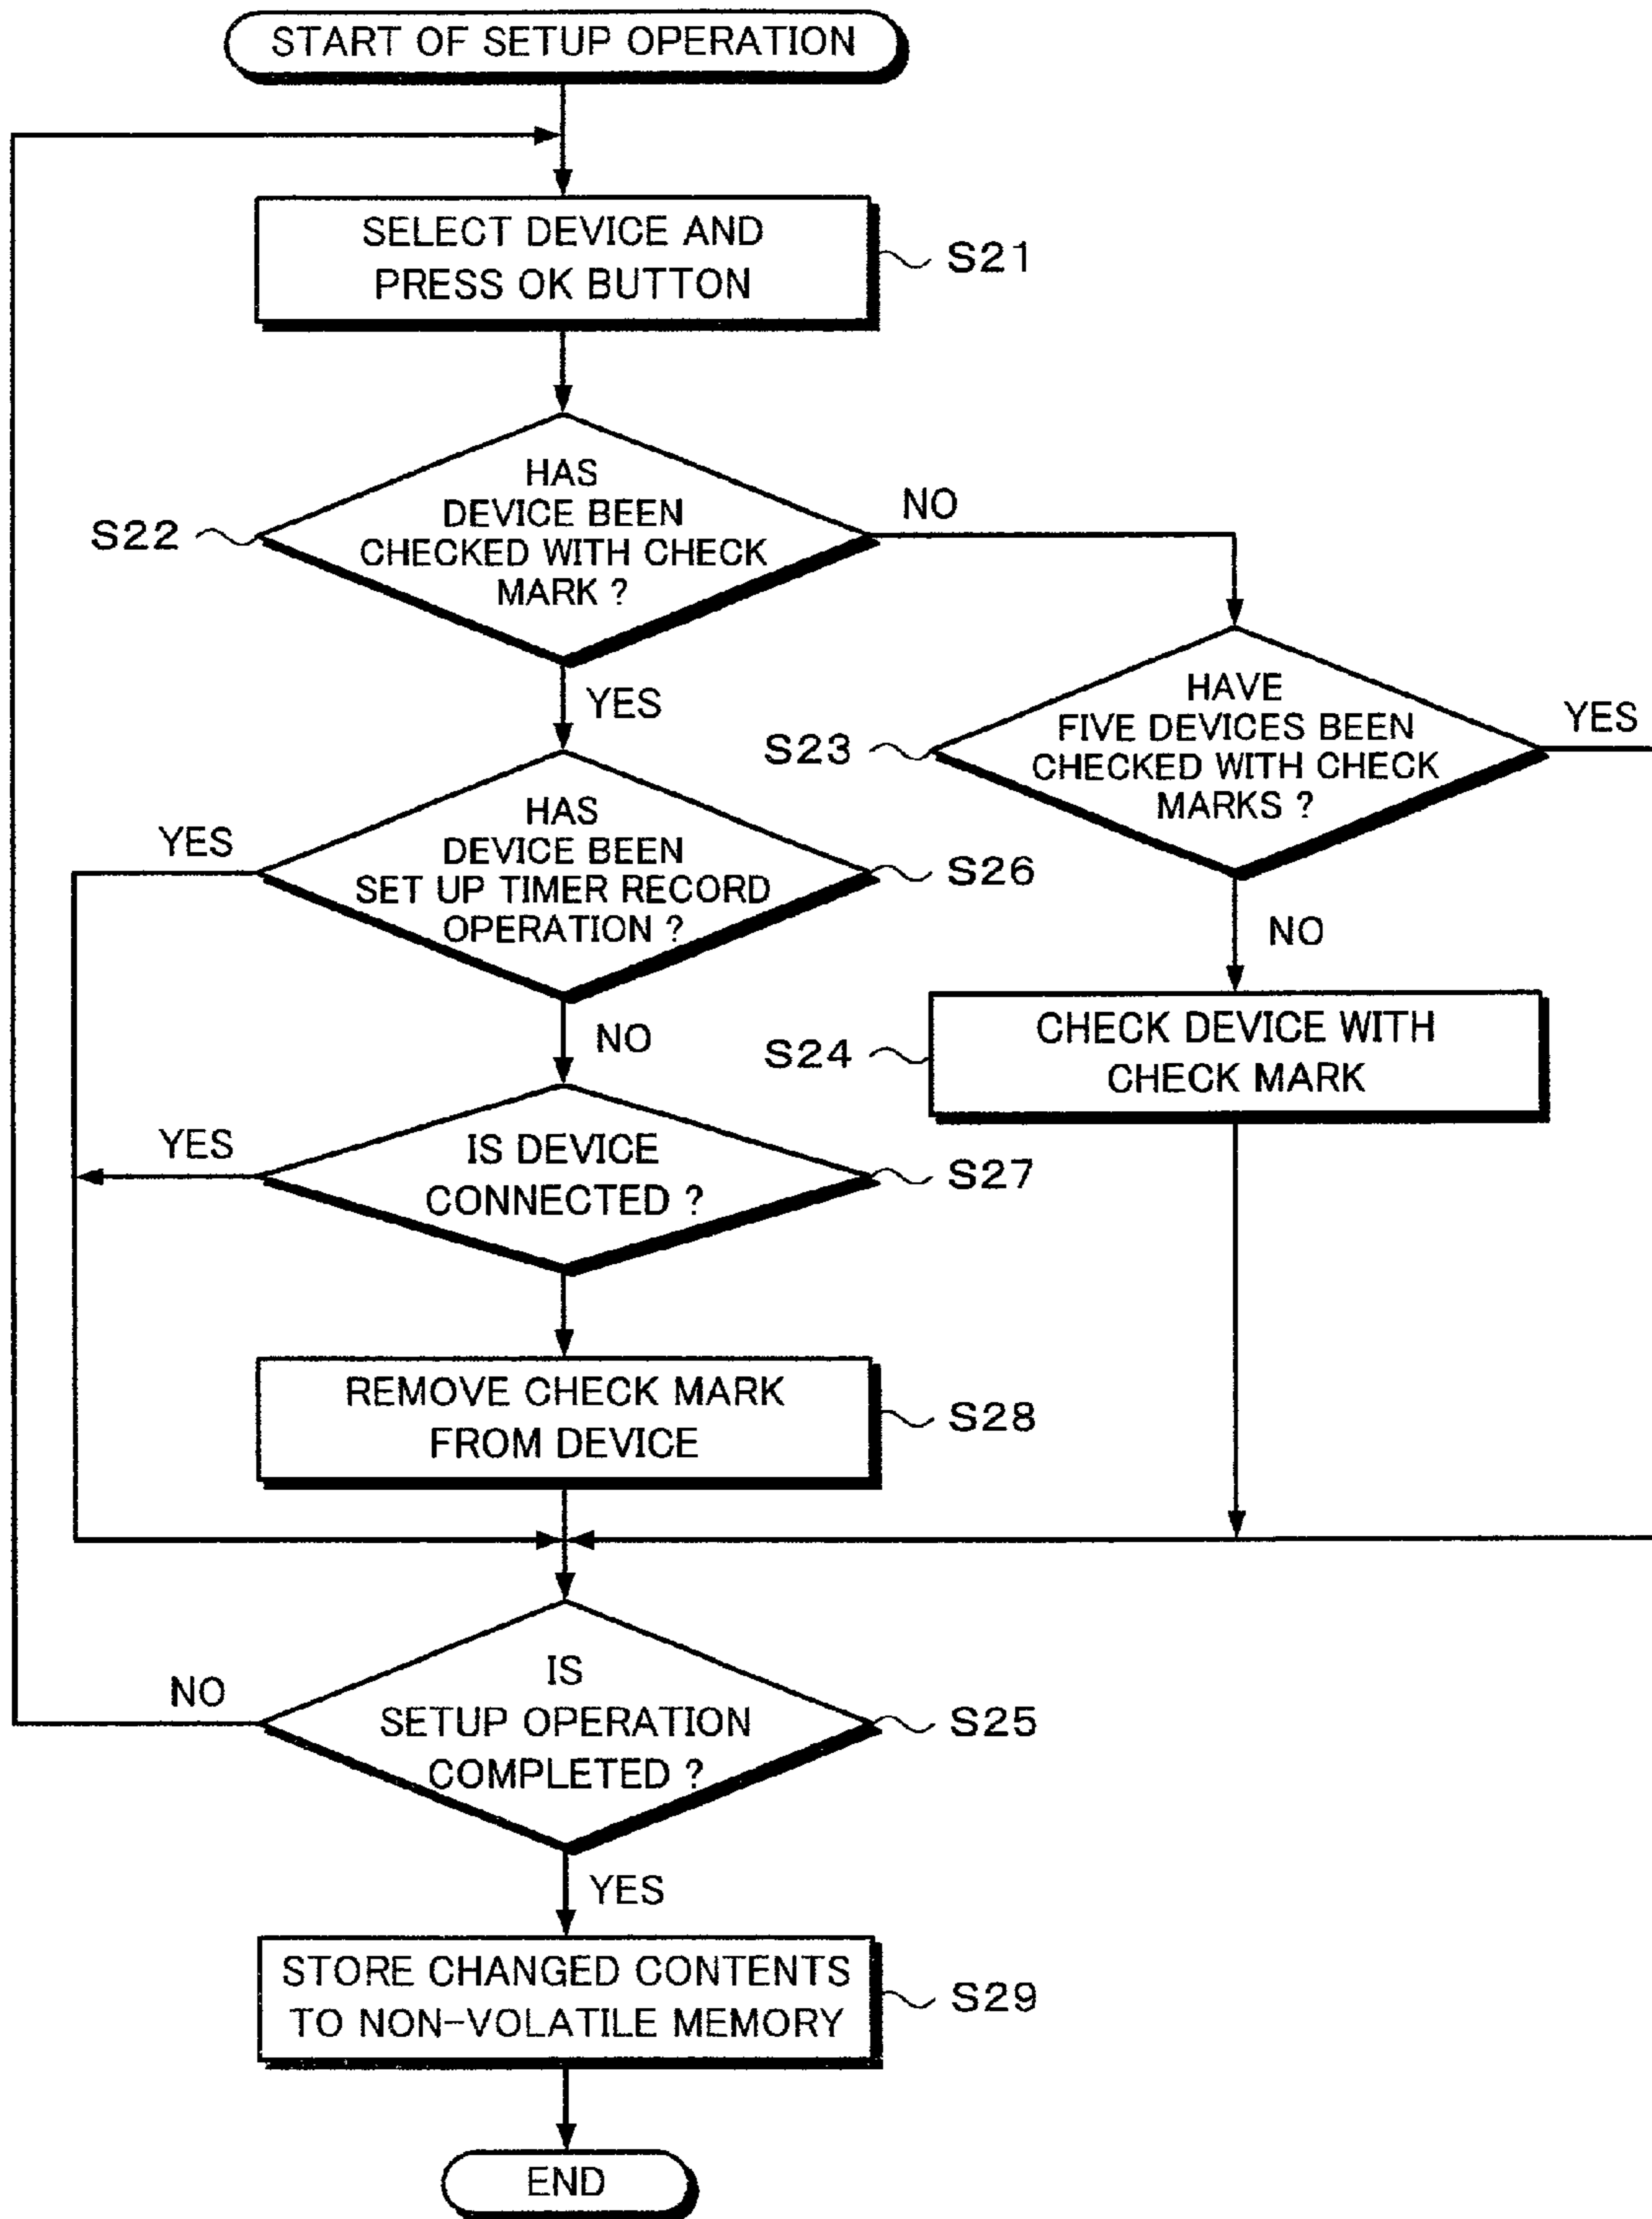 START OF SETUP OPERATION
SELECT DEVICE AND
PRESS OK BUTTON
S21
HAS
DEVICE BEEN
CHECKED WITH CHECK
MARK ?
S22
NO
YES
HAVE
FIVE DEVICES BEEN
CHECKED WITH CHECK
MARKS ?
S23
YES
NO
HAS
DEVICE BEEN
SET UP TIMER RECORD
OPERATION ?
S26
YES
NO
CHECK DEVICE WITH
CHECK MARK
S24
IS DEVICE
CONNECTED ?
S27
YES
REMOVE CHECK MARK
FROM DEVICE
S28
IS
SETUP OPERATION
COMPLETED ?
S25
NO
YES
STORE CHANGED CONTENTS
TO NON-VOLATILE MEMORY
S29
END